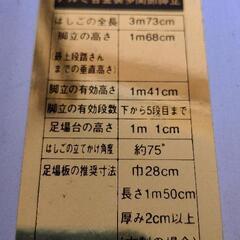 はしごの全長 3m73cm
脚立の高さ 1m68cm
(最上段踏さん
までの垂直高さ)
脚立の有効高さ 1m41cm
脚立の有効段数 下から5段目まで
足場台の高さ 1m 1cm
はしごの立てかけ角度 約75°
足場板の推奨寸法 巾28cm
長さ1m50cm
厚み2cm以上